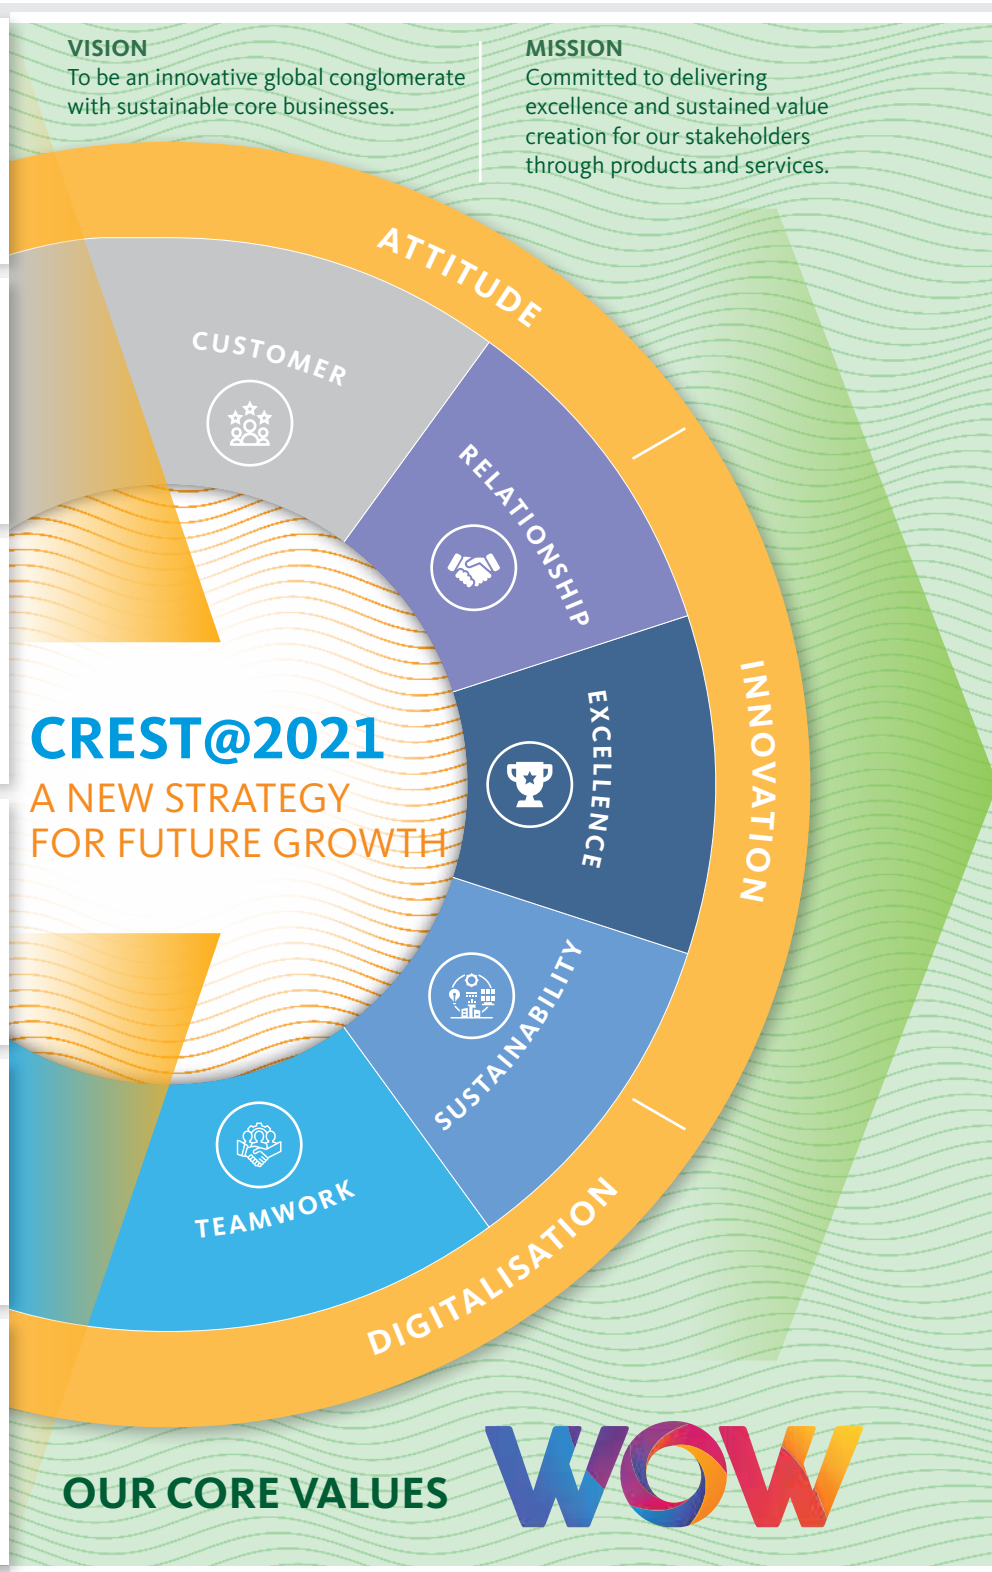 VISION
To be an innovative global conglomerate
with sustainable core businesses.
MISSION
Committed to delivering
excellence and sustained value
creation for our stakeholders
through products and services.
ATTITUDE
CUSTOMER
RELATIONSHIP
EXCELLENCE
INNOVATION
CREST@2021
A NEW STRATEGY
FOR FUTURE GROWTH
SUSTAINABILITY
TEAMWORK
DIGITALISATION
OUR CORE VALUES
WOW